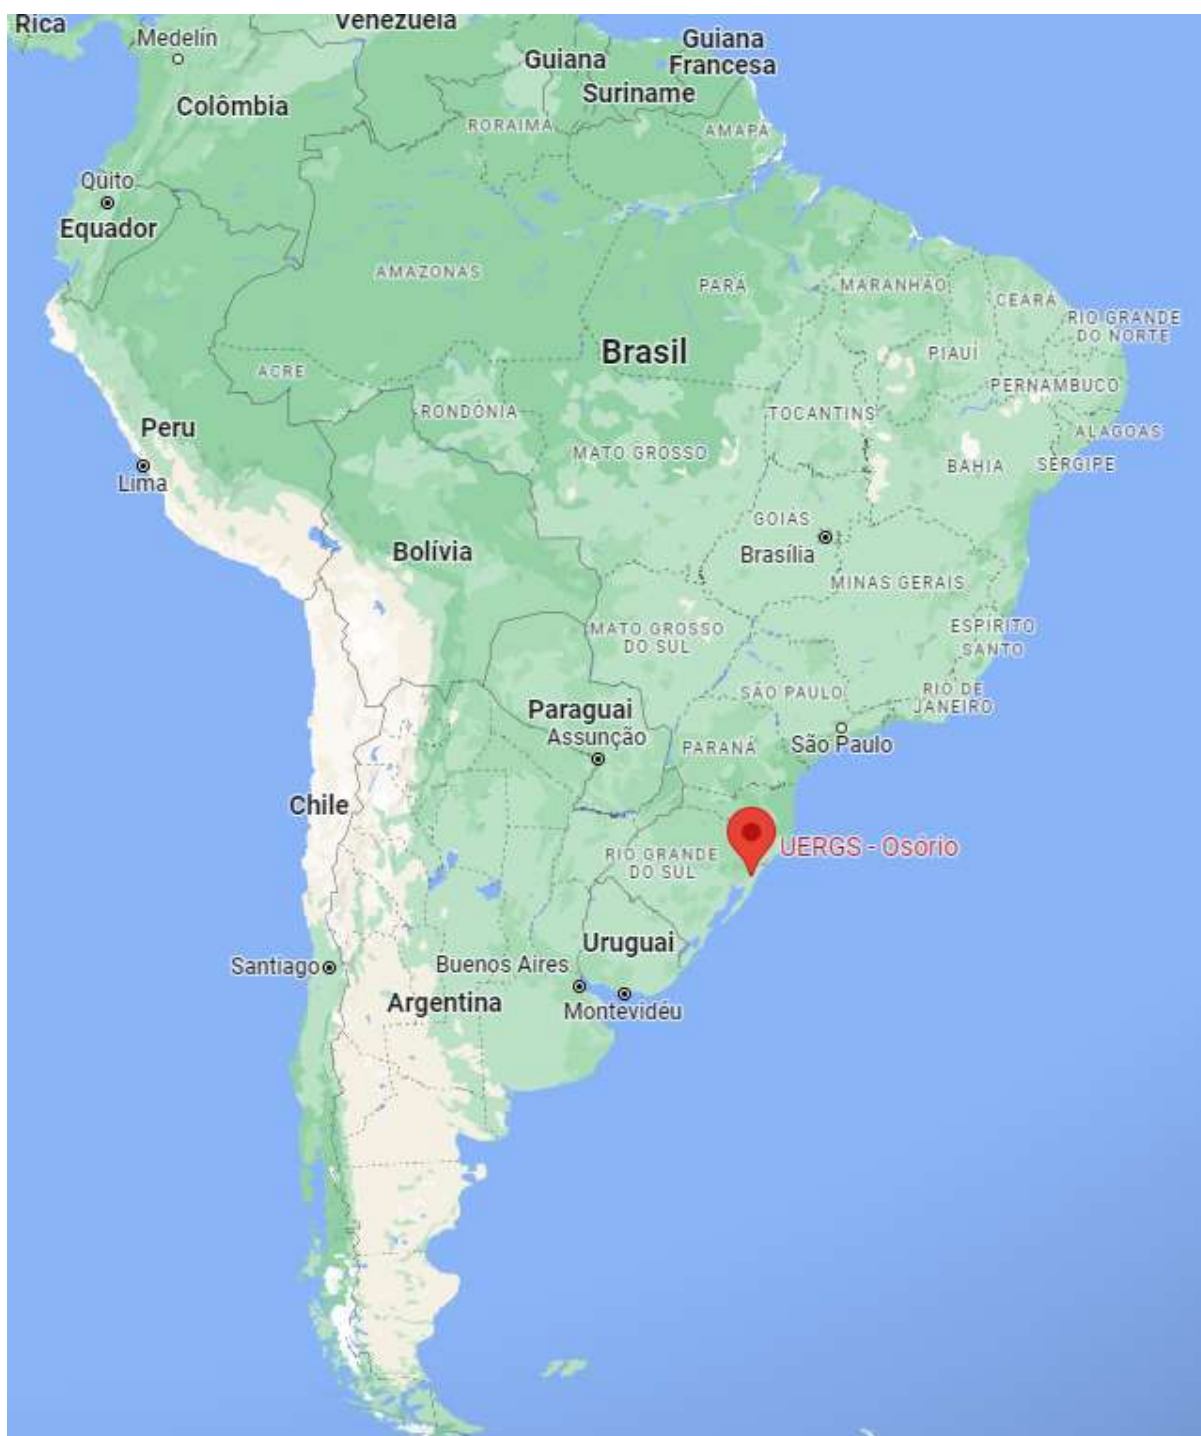 Rica
Venezuela
Medelín
Guiana
Guiana
Francesa
Colômbia
Suriname
RORAIMA
AMAPÁ
Quito
Equador
AMAZONAS
PARÁ
MARANHÃO
CEARÁ
RIO GRANDE
DO NORTE
Brasil
PIAUÍ
ACRE
PERNAMBUCO
RONDÔNIA
TOCANTINS
Peru
ALAGOAS
MATO GROSSO
BAHIA
SERGIPE
Lima
GOIÁS
Bolívia
Brasília
MINAS GERAIS
MATO GROSSO
DO SUL
ESPÍRITO
SANTO
SÃO PAULO
RIO DE
JANEIRO
Paraguai
Assunção
PARANÁ
São Paulo
Chile
UERGS - Osório
RIO GRANDE
DO SUL
Uruguai
Santiago
Buenos Aires
Argentina
Montevidéu